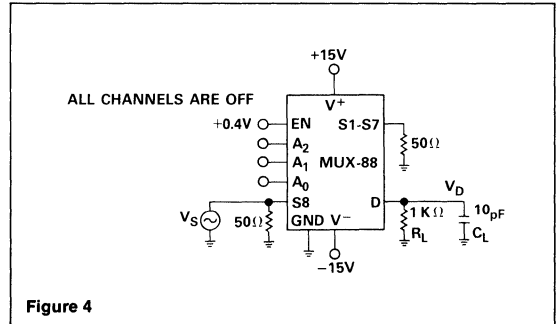 +15V
ALL CHANNELS ARE OFF
V+
+0.4V EN S1-S7
50Ω
A2
A1 MUX-88
A0
VD
S8 D
VS 50Ω 1 KΩ 10pF
GND V− RL CL
−15V
Figure 4